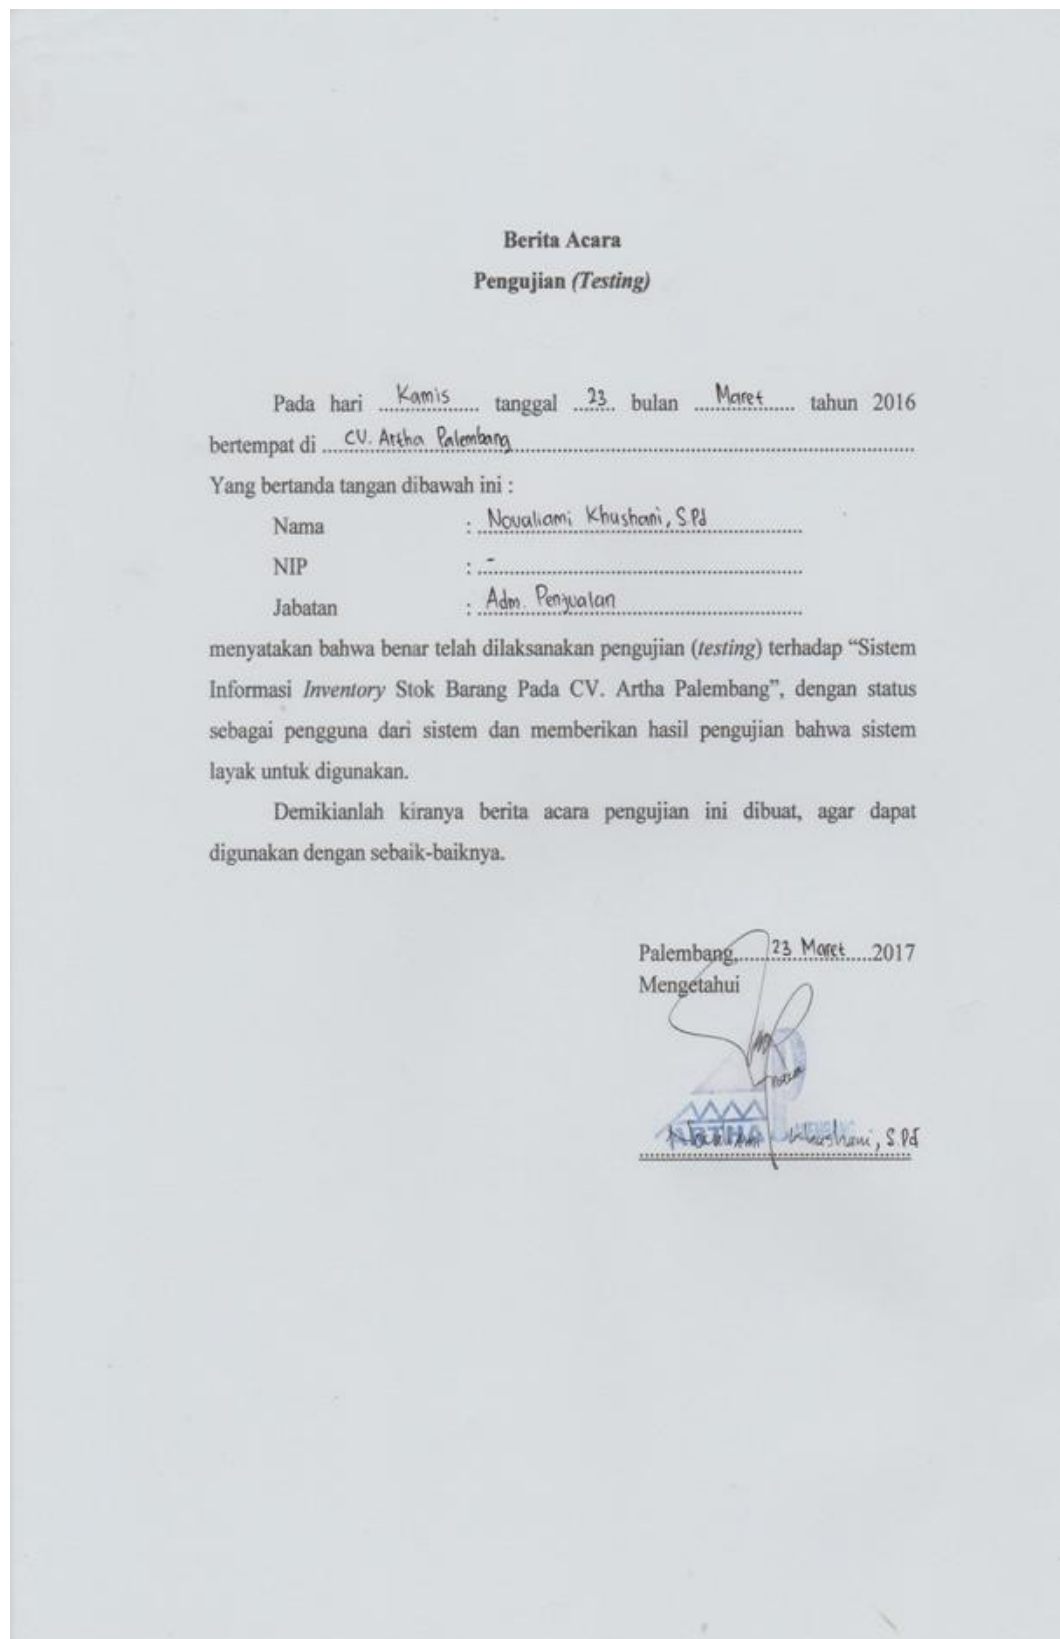 Berita Acara
Pengujian (Testing)
Pada hari Kamis tanggal 23 bulan Maret tahun 2016
bertempat di CV. Artha Palembang
Yang bertanda tangan dibawah ini :
Nama : Novaliami Khushani, S.Pd
NIP : -
Jabatan : Adm. Penjualan
menyatakan bahwa benar telah dilaksanakan pengujian (testing) terhadap “Sistem
Informasi Inventory Stok Barang Pada CV. Artha Palembang”, dengan status
sebagai pengguna dari sistem dan memberikan hasil pengujian bahwa sistem
layak untuk digunakan.
Demikianlah kiranya berita acara pengujian ini dibuat, agar dapat
digunakan dengan sebaik-baiknya.
Palembang, 23 Maret 2017
Mengetahui
ARTHA
Novaliami Khushani, S.Pd